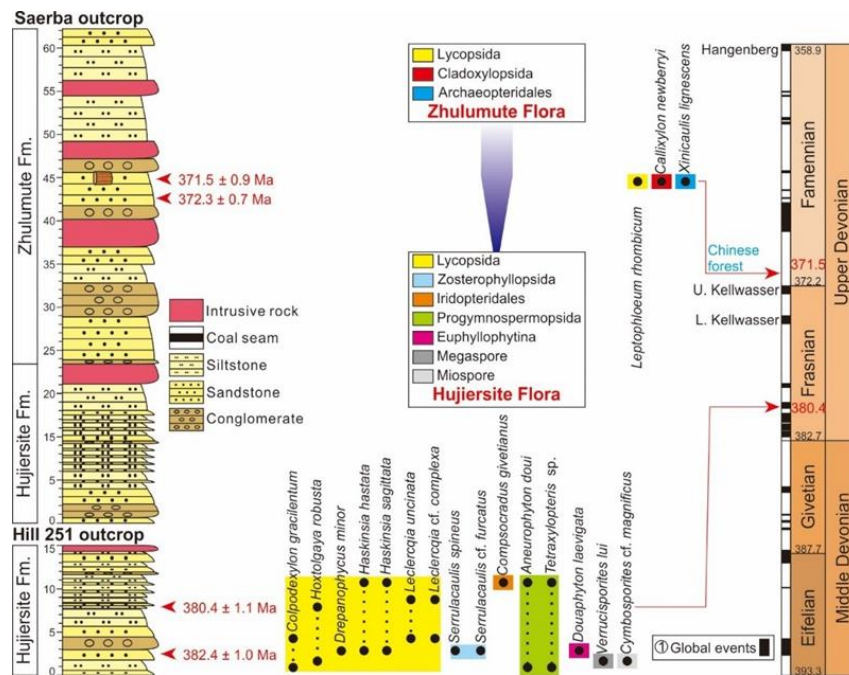 Saerba outcrop
60
55
50
45
40
35
30
25
20
15
10
5
0
Zhulumute Fm.
Hujiersite Fm.
371.5 ± 0.9 Ma
372.3 ± 0.7 Ma
Intrusive rock
Coal seam
Siltstone
Sandstone
Conglomerate
Hill 251 outcrop
15
10
5
0
Hujiersite Fm.
380.4 ± 1.1 Ma
382.4 ± 1.0 Ma
Lycopsida
Cladoxylopsida
Archaeopteridales
Zhulumute Flora
Lycopsida
Zosterophyllopsida
Iridopteridales
Progymnospermopsida
Euphyllophytina
Megaspore
Miospore
Hujiersite Flora
Colpodexylon gracilentum
Hoxtolgaya robusta
Drepanophycus minor
Haskinsia hastata
Haskinsia sagittata
Leclercqia uncinata
Leclercqia cf. complexa
Serrulacaulis spineus
Serrulacaulis cf. furcatus
Compsocradus givetianus
Aneurophyton doui
Tetraxylopteris sp.
Douaphyton laevigata
Verrucisporites lui
Cymbosporites cf. magnificus
Leptophloeum rhombicum
Callixylon newberryi
Xinicaulis lignescens
Chinese
forest
Hangenberg
U. Kellwasser
L. Kellwasser
358.9
371.5
372.2
380.4
382.7
387.7
393.3
Famennian
Frasnian
Givetian
Eifelian
Upper Devonian
Middle Devonian
① Global events